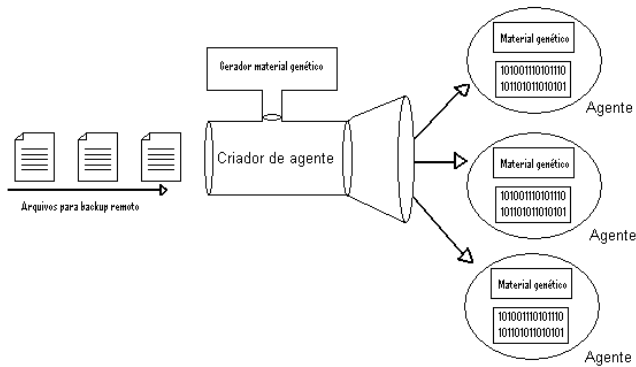 Gerador material genético
Criador de agente
Arquivos para backup remoto
Material genético
101001110101110
101101011010101
Agente
Material genético
101001110101110
101101011010101
Agente
Material genético
101001110101110
101101011010101
Agente